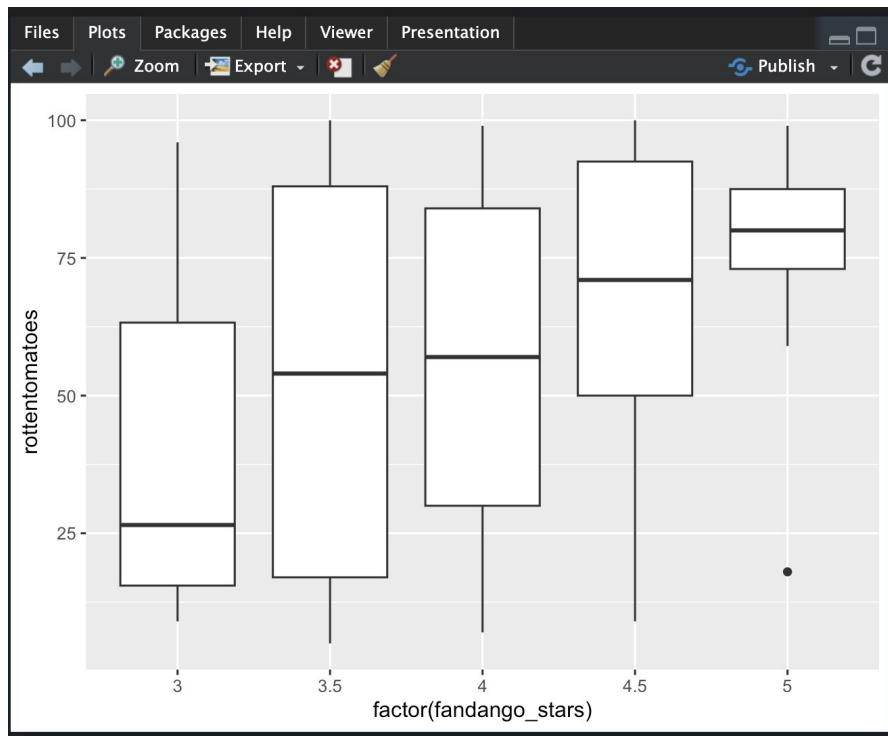 Files Plots Packages Help Viewer Presentation
Zoom Export Publish
100
75
50
25
rottentomatoes
3 3.5 4 4.5 5
factor(fandango_stars)